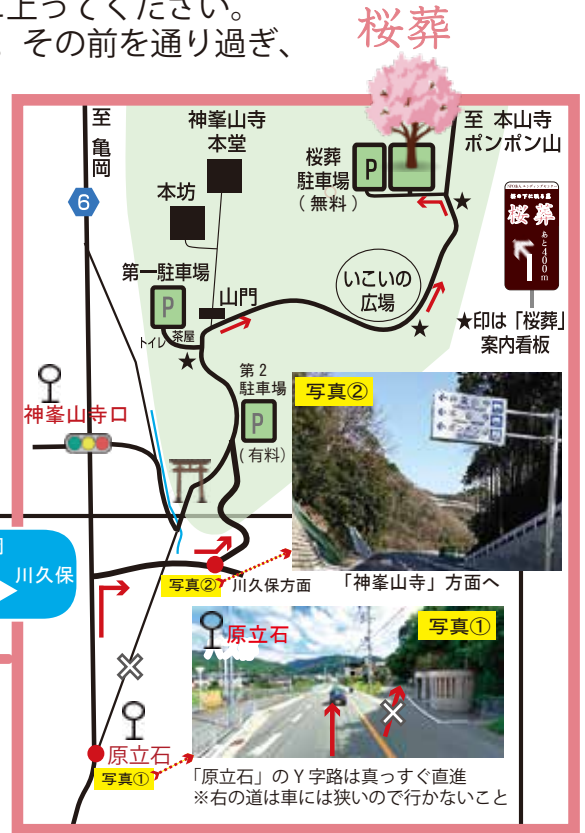 に上ってください。
その前を通り過ぎ、
桜葬
至 亀岡
6
神峯山寺
本堂
本坊
桜葬
駐車場
(無料)
P
至 本山寺
ポンポン山
★
桜の下に眠る墓
桜葬
あと400m
★印は「桜葬」
案内看板
第一駐車場
P
山門
トイレ
茶屋
★
いこいの
広場
★
第2
駐車場
P
(有料)
神峯山寺口
写真②
川久保
写真②
川久保方面
「神峯山寺」方面へ
原立石
写真①
原立石
写真①
「原立石」のY字路は真っすぐ直進
※右の道は車には狭いので行かないこと